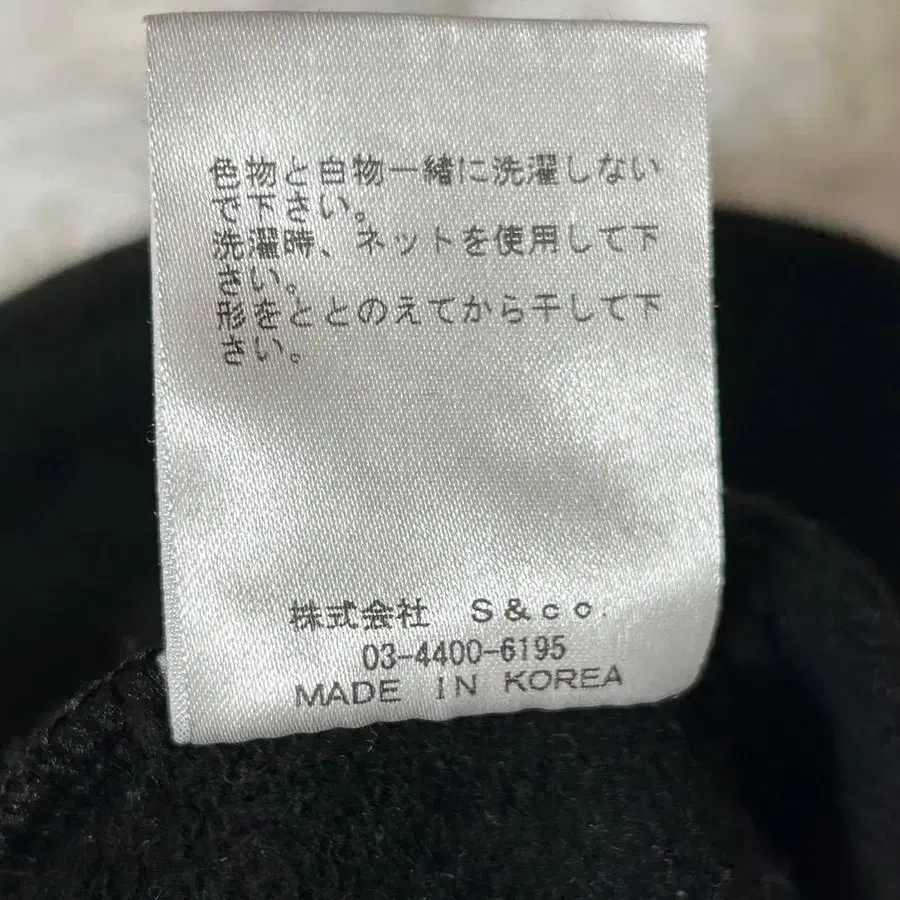 色物と白物一緒に洗濯しない
で下さい。
洗濯時、ネットを使用して下
さい。
形をととのえてから干して下
さい。
株式会社　S&co.
03-4400-6195
MADE IN KOREA